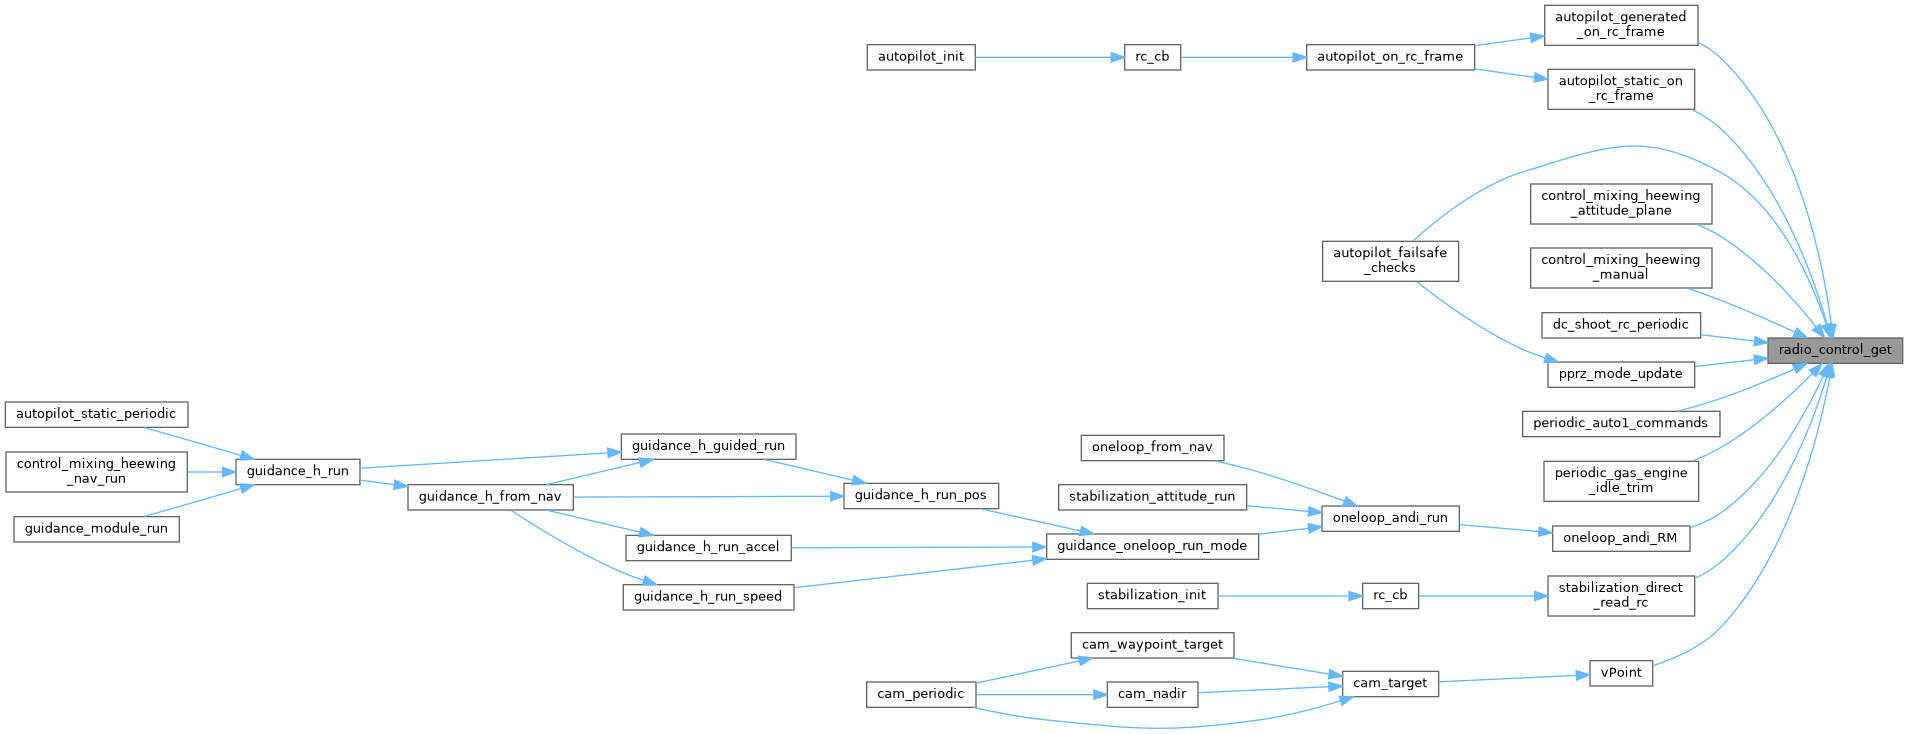 autopilot_generated
_on_rc_frame
autopilot_init
rc_cb
autopilot_on_rc_frame
autopilot_static_on
_rc_frame
control_mixing_heewing
_attitude_plane
autopilot_failsafe
_checks
control_mixing_heewing
_manual
dc_shoot_rc_periodic
radio_control_get
pprz_mode_update
autopilot_static_periodic
periodic_auto1_commands
guidance_h_guided_run
oneloop_from_nav
control_mixing_heewing
_nav_run
guidance_h_run
periodic_gas_engine
_idle_trim
guidance_h_from_nav
guidance_h_run_pos
stabilization_attitude_run
oneloop_andi_run
guidance_module_run
oneloop_andi_RM
guidance_h_run_accel
guidance_oneloop_run_mode
guidance_h_run_speed
stabilization_init
rc_cb
stabilization_direct
_read_rc
cam_waypoint_target
vPoint
cam_target
cam_periodic
cam_nadir